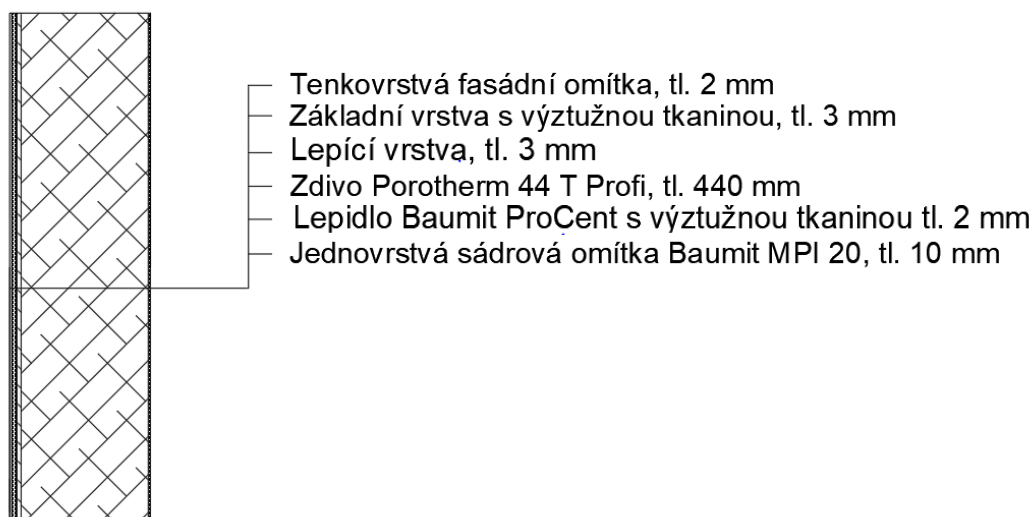 Tenkovrstvá fasádní omítka, tl. 2 mm
Základní vrstva s výztužnou tkaninou, tl. 3 mm
Lepící vrstva, tl. 3 mm
Zdivo Porotherm 44 T Profi, tl. 440 mm
Lepidlo Baumit ProCent s výztužnou tkaninou tl. 2 mm
Jednovrstvá sádrová omítka Baumit MPI 20, tl. 10 mm